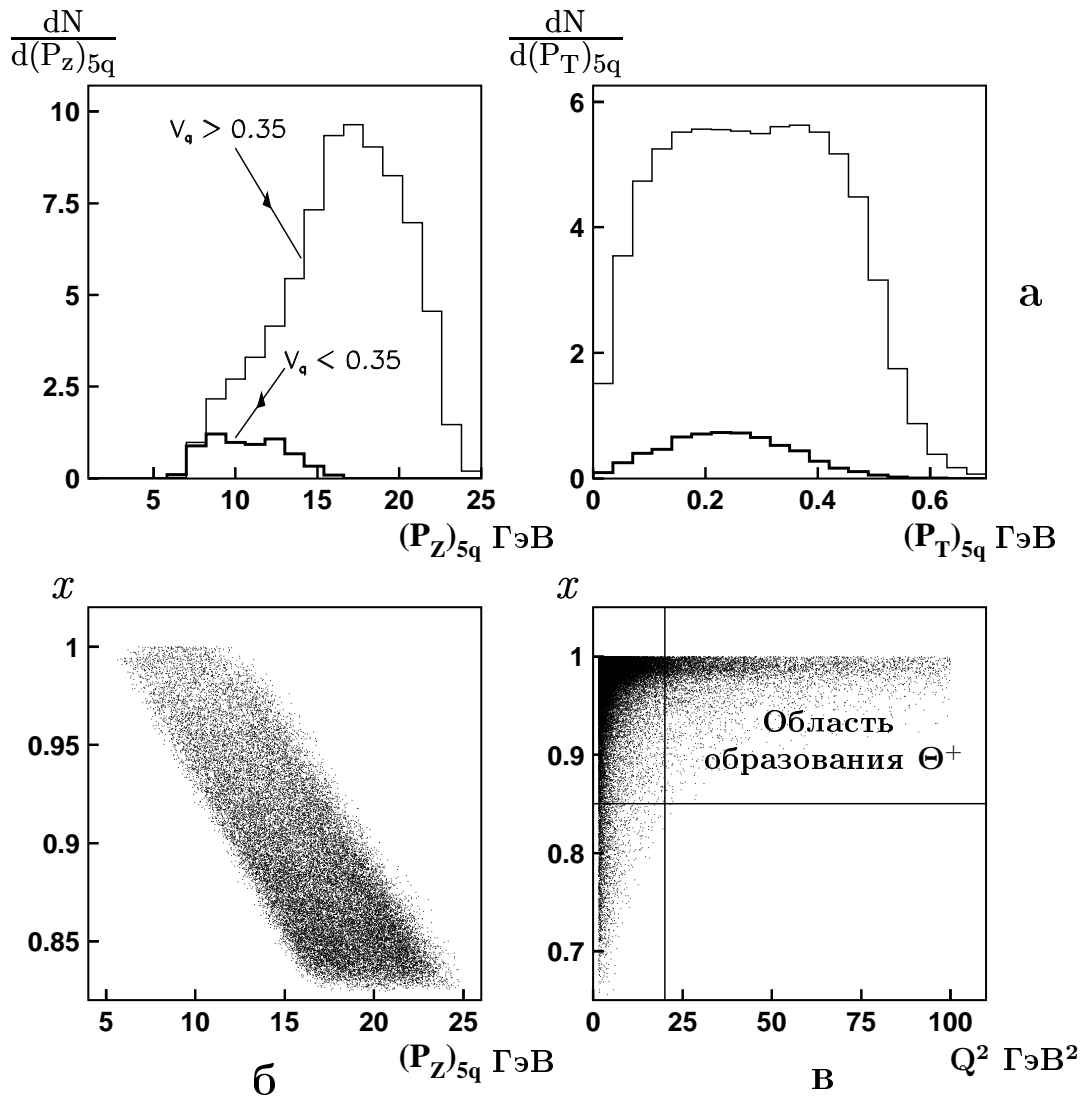 dN
d(P_z)_5q
10
7.5
5
2.5
0
V_q > 0.35
V_q < 0.35
5 10 15 20 25
(P_Z)_5q ГэВ
dN
d(P_T)_5q
6
4
2
0
0 0.2 0.4 0.6
(P_T)_5q ГэВ
а
x
1
0.95
0.9
0.85
5 10 15 20 25
(P_Z)_5q ГэВ
б
x
1
0.9
0.8
0.7
Область
образования Θ⁺
0 25 50 75 100
Q² ГэВ²
в